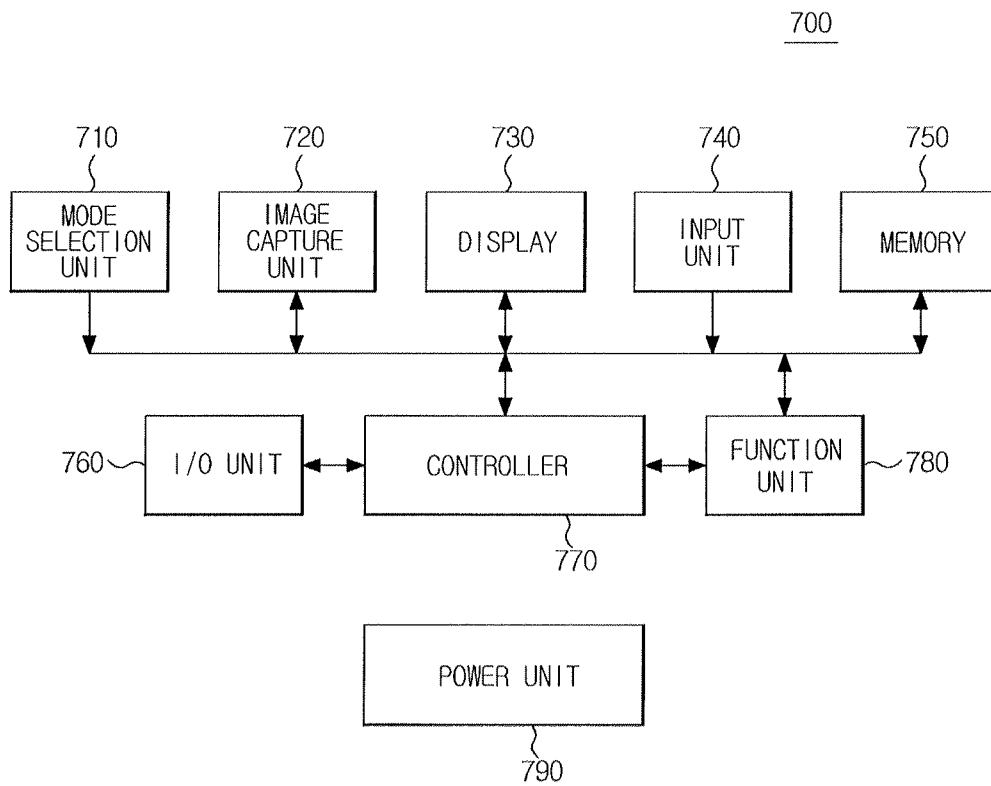 700
710
720
730
740
750
MODE
SELECTION
UNIT
IMAGE
CAPTURE
UNIT
DISPLAY
INPUT
UNIT
MEMORY
760
I/O UNIT
CONTROLLER
FUNCTION
UNIT
780
770
POWER UNIT
790